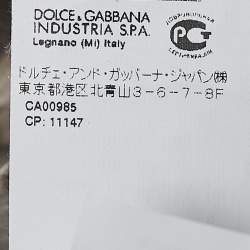 DOLCE & GABBANA
INDUSTRIA S.P.A.
Legnano (Mi) Italy
ドルチェ・アンド・ガッバーナ・ジャパン(株)
東京都港区北青山3-6-7-8F
CA00985
CP: 11147